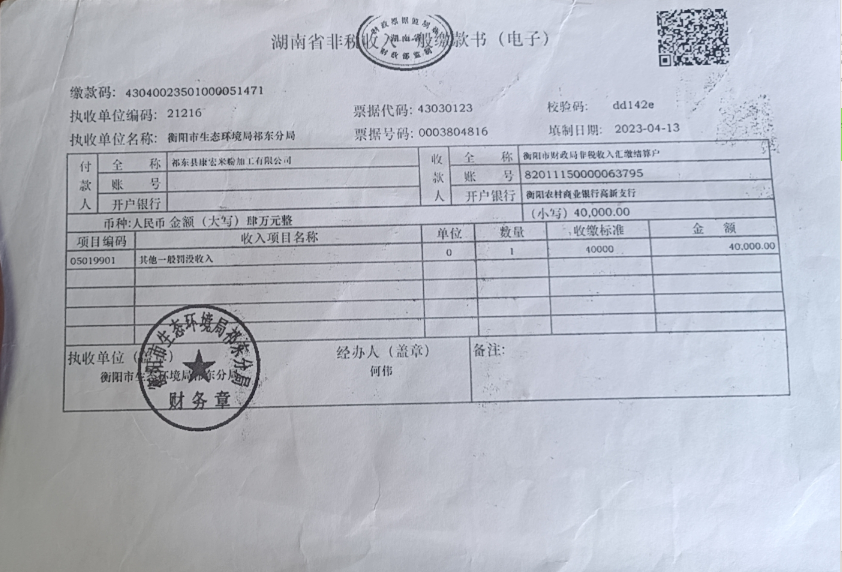 湖南省非税收入一般缴款书（电子）
缴款码: 43040023501000051471
执收单位编码: 21216 票据代码: 43030123 校验码: dd142e
执收单位名称: 衡阳市生态环境局祁东分局 票据号码: 0003804816 填制日期: 2023-04-13
付款人 全称 祁东县康宏米粉加工有限公司 收款人 全称 衡阳市财政局非税收入汇缴结算户
账号 账号 82011150000063795
开户银行 开户银行 衡阳农村商业银行高新支行
币种:人民币 金额（大写）肆万元整 （小写）40,000.00
项目编码 收入项目名称 单位 数量 收缴标准 金额
05019901 其他一般罚没收入 0 1 40000 40,000.00
执收单位（盖章） 经办人（盖章） 备注:
衡阳市生态环境局祁东分局 何伟
衡阳市生态环境局祁东分局
财务章